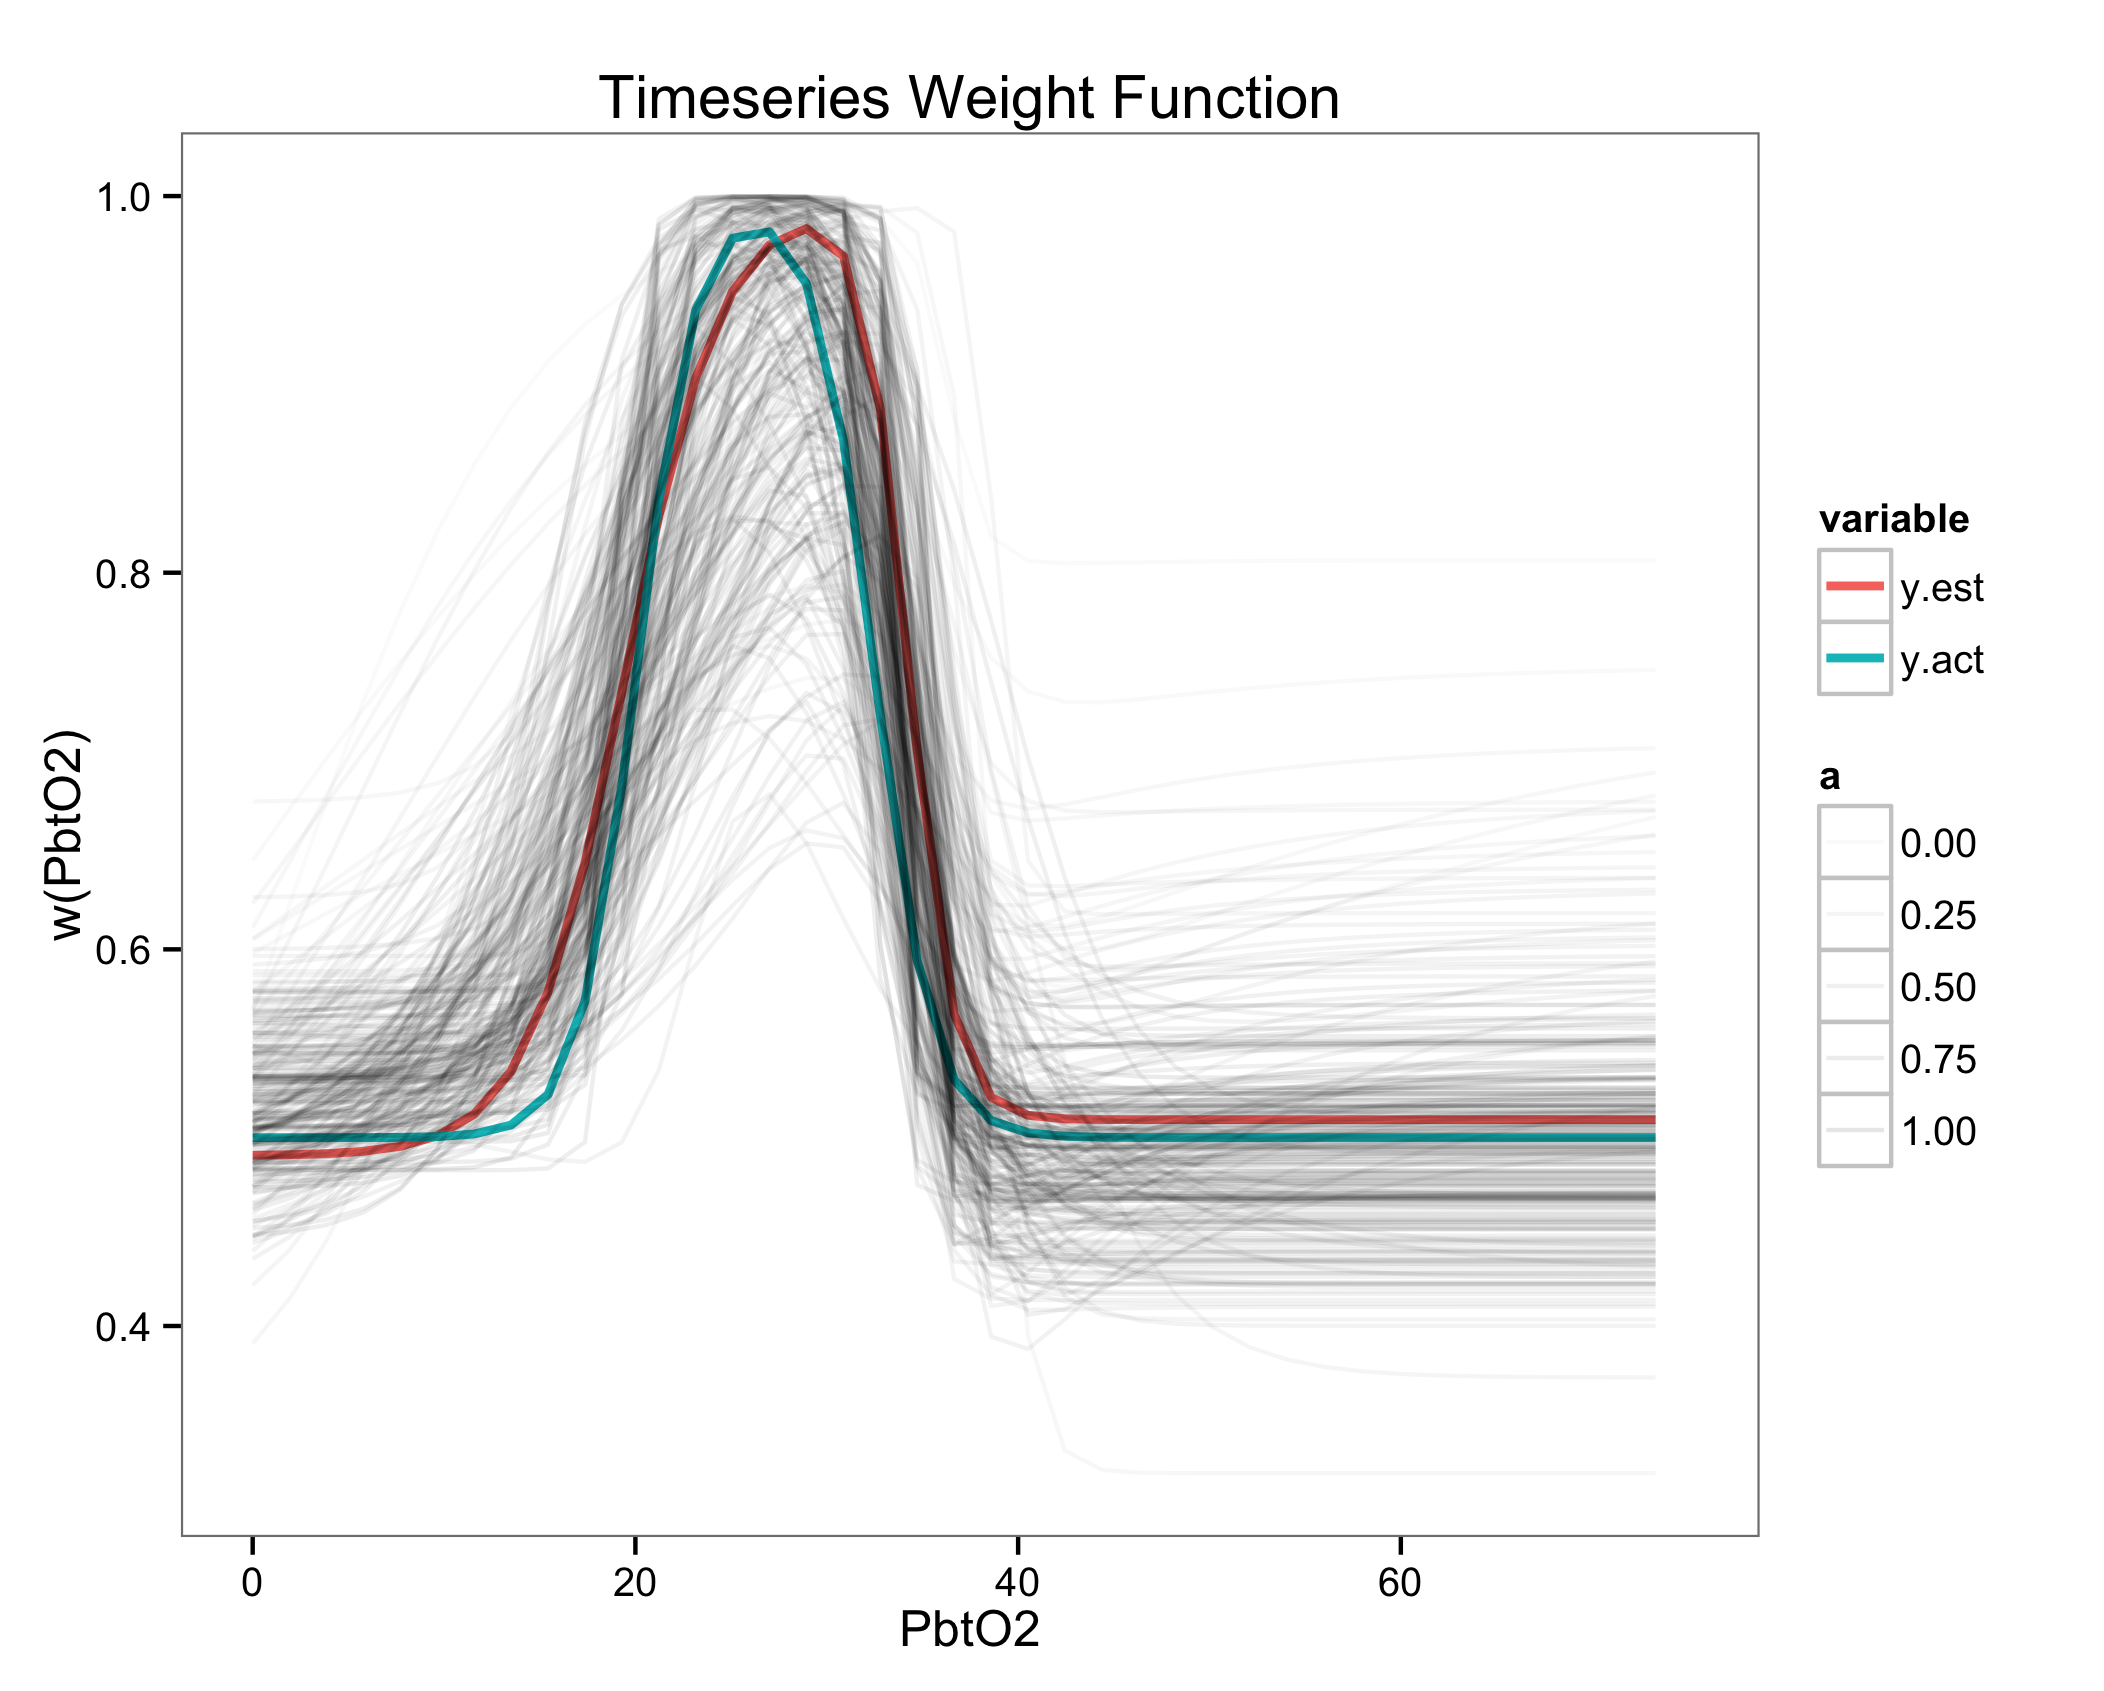 Timeseries Weight Function
1.0
0.8
0.6
0.4
w(PbtO2)
0
20
40
60
PbtO2
variable
y.est
y.act
a
0.00
0.25
0.50
0.75
1.00